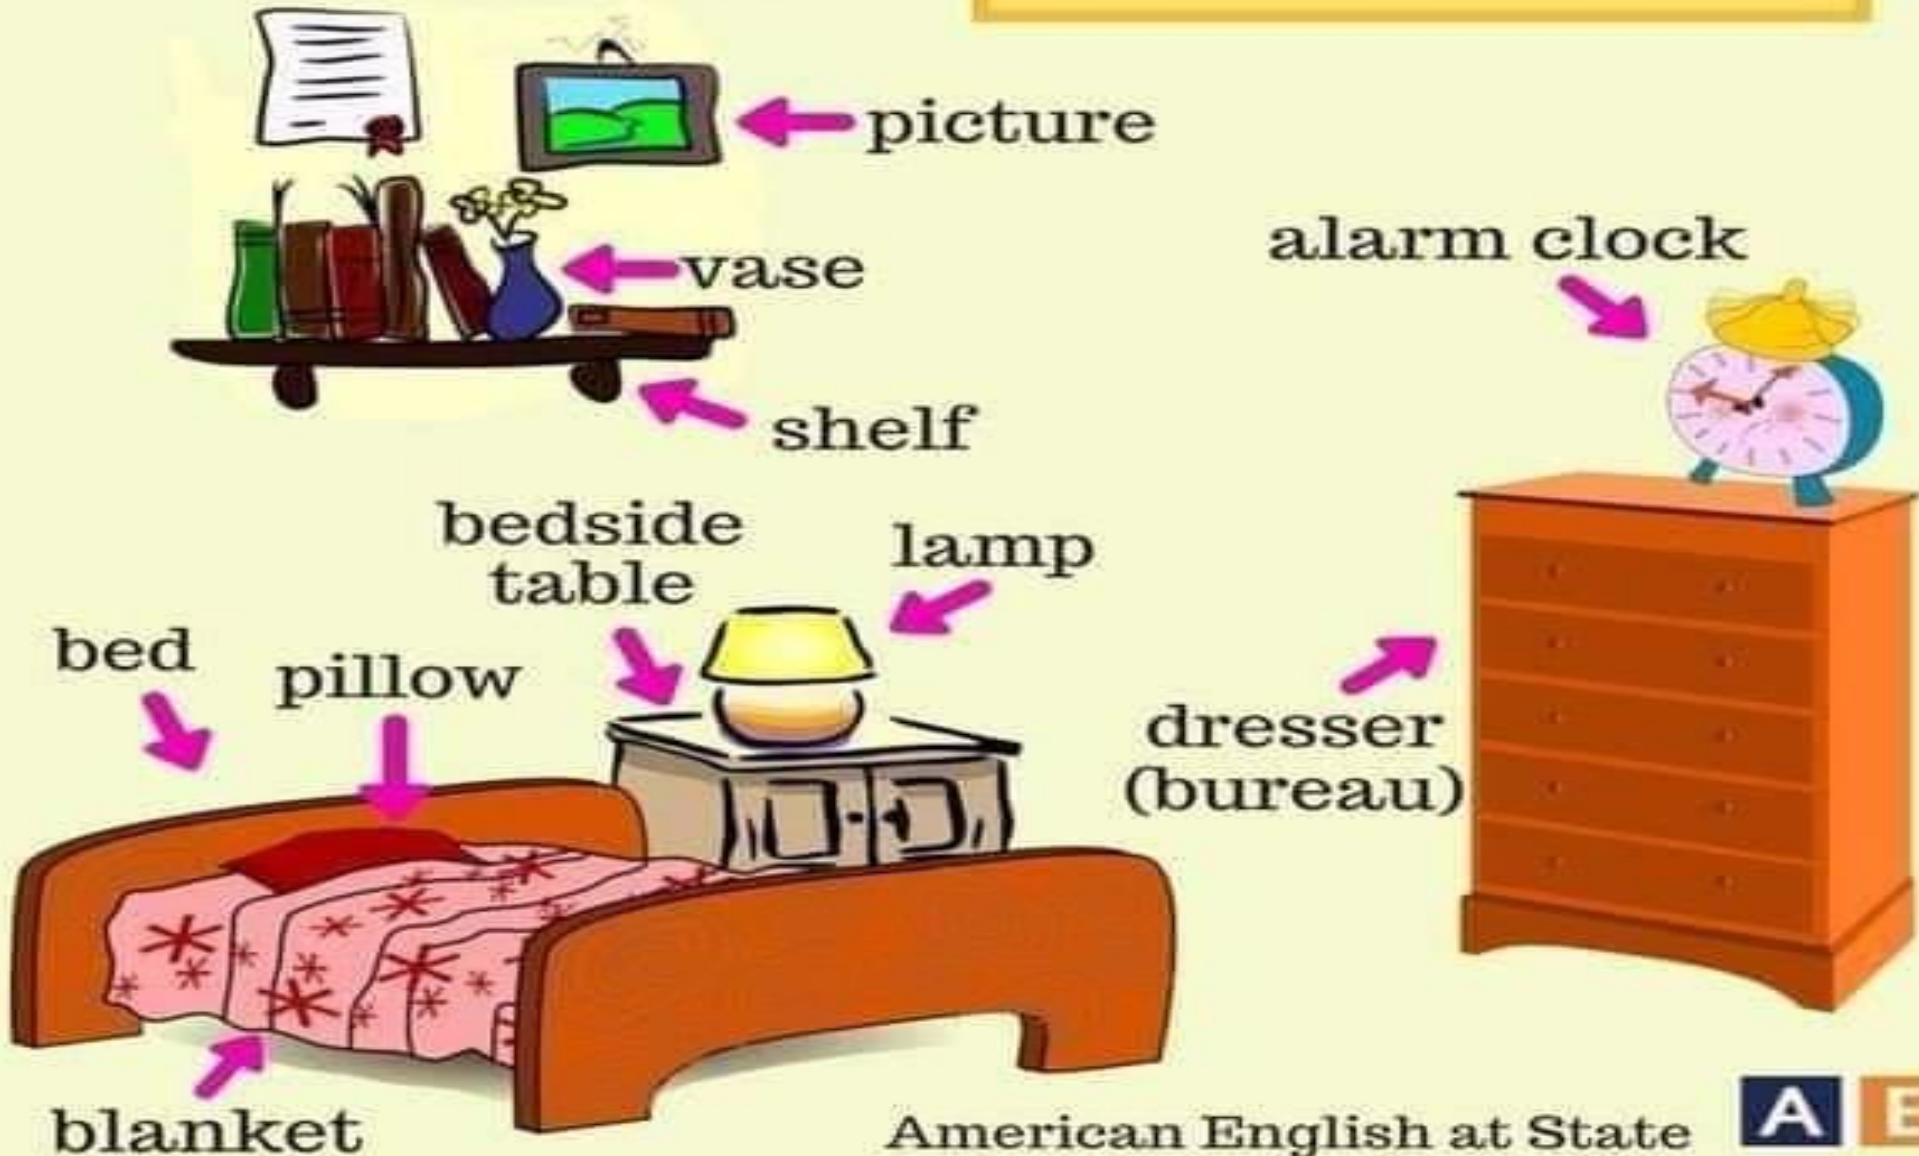 picture
vase
alarm clock
shelf
bedside
table
lamp
bed
pillow
dresser
(bureau)
blanket
American English at State
A E